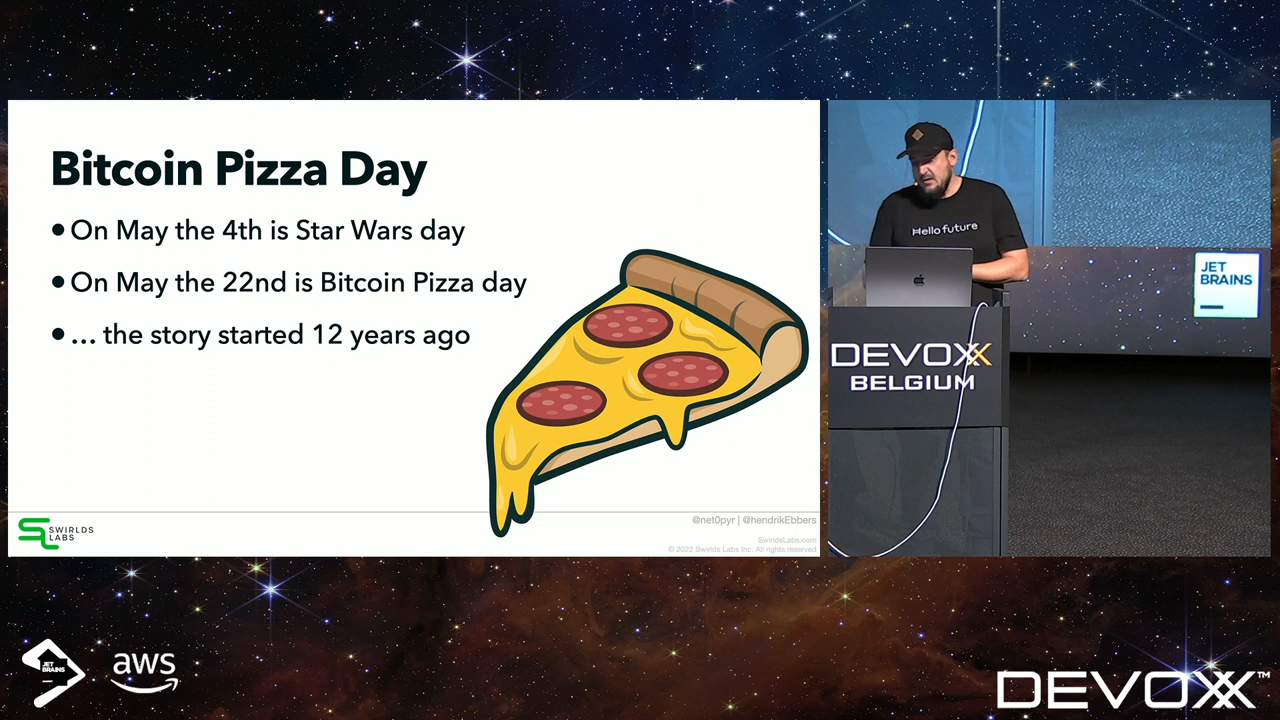 Bitcoin Pizza Day
• On May the 4th is Star Wars day
• On May the 22nd is Bitcoin Pizza day
• … the story started 12 years ago
SWIRLDS
LABS
@net0pyr | @hendrikEbbers
SwirldsLabs.com
© 2022 Swirlds Labs Inc. All rights reserved
Hello future
JET
BRAINS
DEVOXX
BELGIUM
JET
BRAINS
aws
DEVOXX™